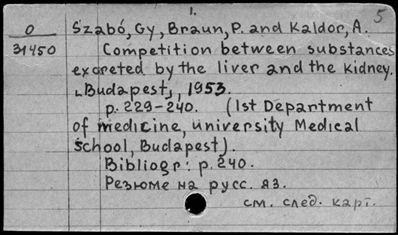 1.
5
0
31450
Szabó, Gy, Braun, P. and Kaldor, A.
Competition between substances
excreted by the liver and the kidney.
Budapest, 1953.
p. 229-240. (Ist Department
of medicine, university Medical
School, Budapest).
Bibliogr: p. 240.
Резюме на русс. яз.
см. след. карт.